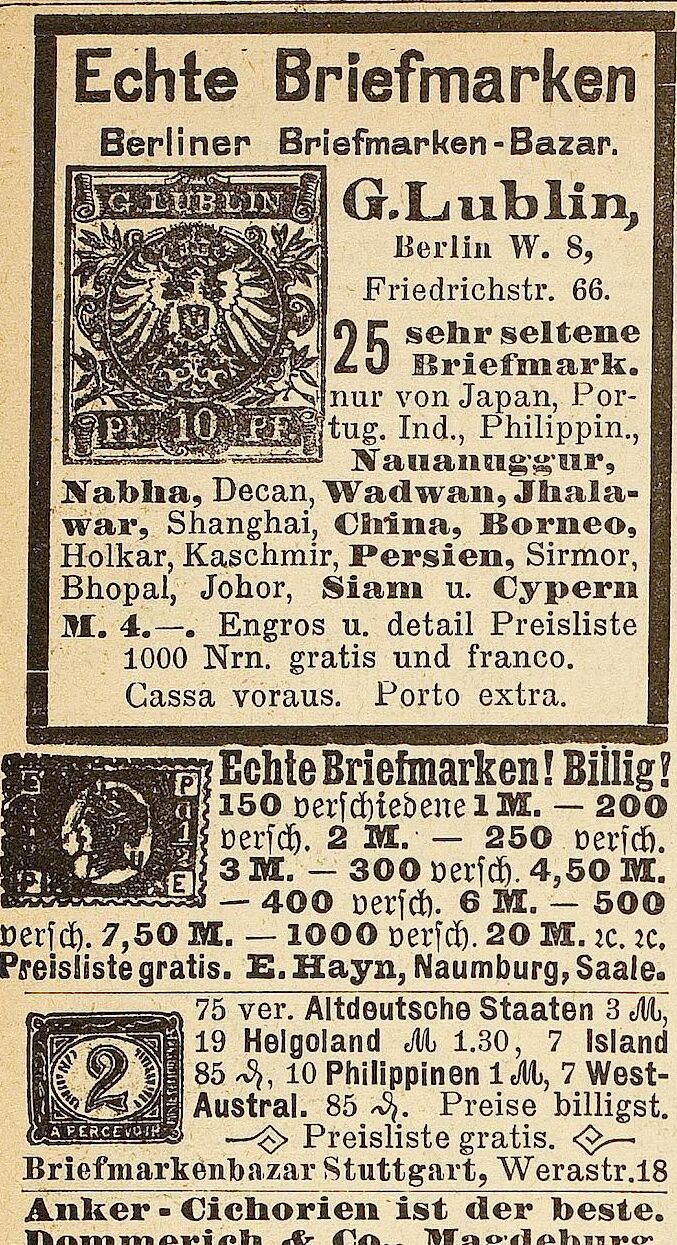 Echte Briefmarken
Berliner Briefmarken-Bazar.
G. LUBLIN
PF 10 PF
G. Lublin,
Berlin W. 8,
Friedrichstr. 66.
25 sehr seltene
Briefmark.
nur von Japan, Por-
tug. Ind., Philippin.,
Nauanuggur,
Nabha, Decan, Wadwan, Jhala-
war, Shanghai, China, Borneo,
Holkar, Kaschmir, Persien, Sirmor,
Bhopal, Johor, Siam u. Cypern
M. 4.—. Engros u. detail Preisliste
1000 Nrn. gratis und franco.
Cassa voraus. Porto extra.
E P
P E
Echte Briefmarken! Billig!
150 verschiedene 1 M. — 200
versch. 2 M. — 250 versch.
3 M. — 300 versch. 4,50 M.
— 400 versch. 6 M. — 500
versch. 7,50 M. — 1000 versch. 20 M. ꝛc. ꝛc.
Preisliste gratis. E. Hayn, Naumburg, Saale.
2
A PERCEVOIR
75 ver. Altdeutsche Staaten 3 ℳ,
19 Helgoland ℳ 1.30, 7 Island
85 ₰, 10 Philippinen 1 ℳ, 7 West-
Austral. 85 ₰. Preise billigst.
Preisliste gratis.
Briefmarkenbazar Stuttgart, Werastr. 18
Anker-Cichorien ist der beste.
Dommerich & Co., Magdeburg.